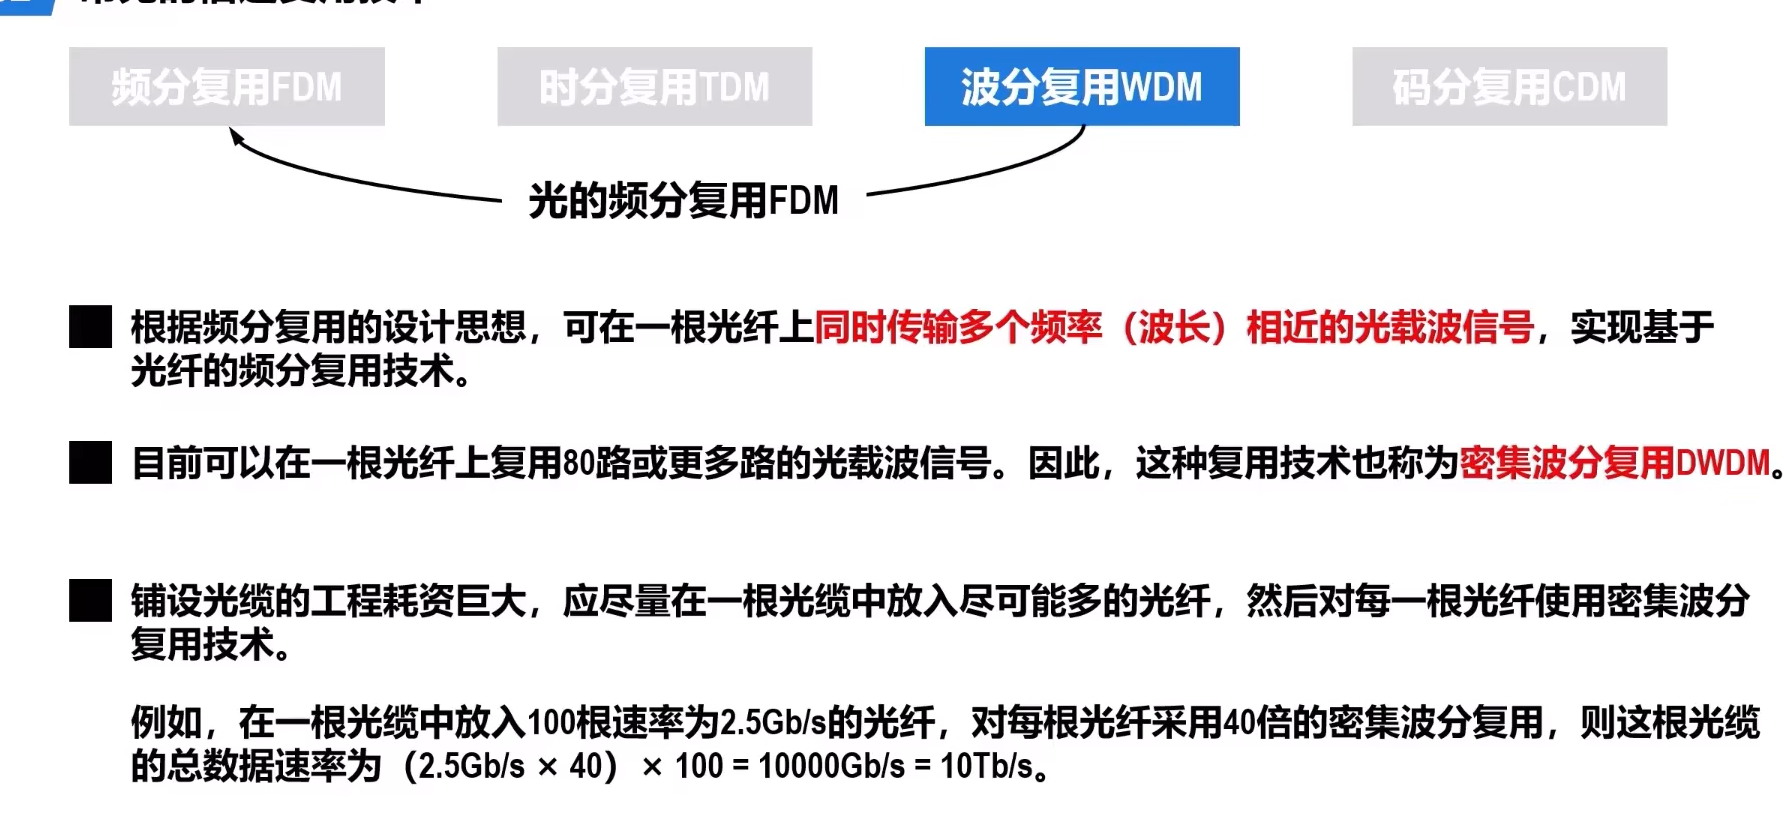 频分复用FDM
时分复用TDM
波分复用WDM
码分复用CDM
光的频分复用FDM
根据频分复用的设计思想，可在一根光纤上同时传输多个频率（波长）相近的光载波信号，实现基于
光纤的频分复用技术。
目前可以在一根光纤上复用80路或更多路的光载波信号。因此，这种复用技术也称为密集波分复用DWDM。
铺设光缆的工程耗资巨大，应尽量在一根光缆中放入尽可能多的光纤，然后对每一根光纤使用密集波分
复用技术。
例如，在一根光缆中放入100根速率为2.5Gb/s的光纤，对每根光纤采用40倍的密集波分复用，则这根光缆
的总数据速率为（2.5Gb/s × 40）× 100 = 10000Gb/s = 10Tb/s。